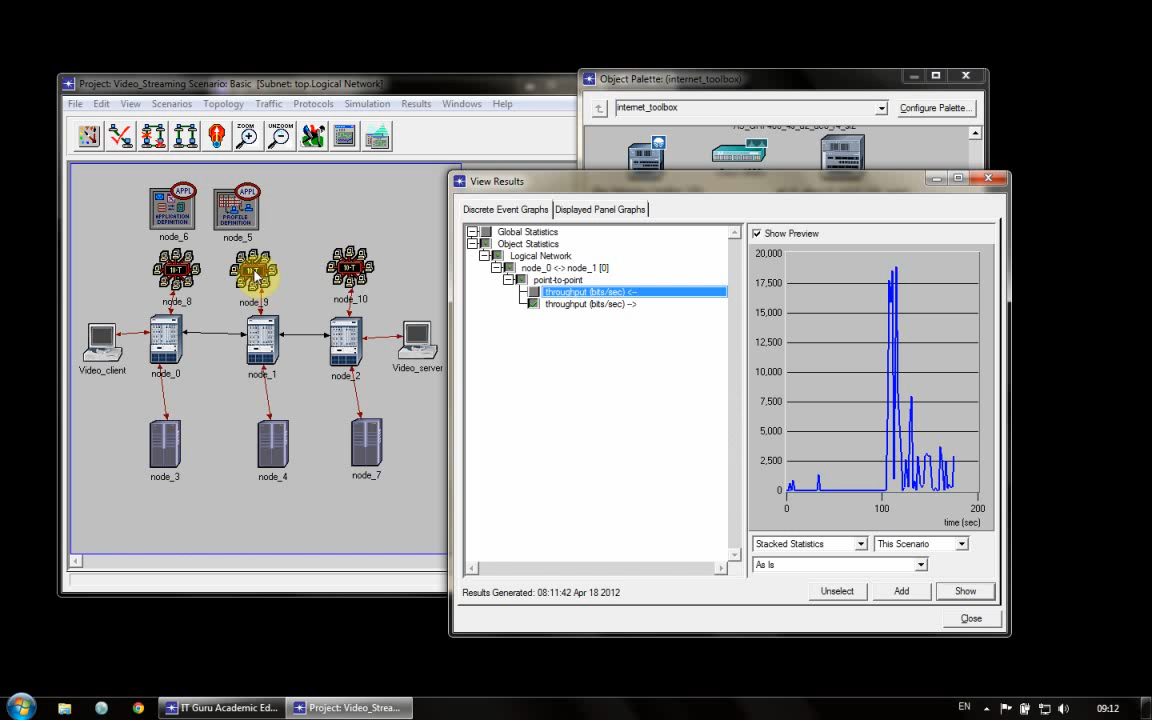 Project: Video_Streaming Scenario: Basic [Subnet: top.Logical Network]
File Edit View Scenarios Topology Traffic Protocols Simulation Results Windows Help
ZOOM
UNZOOM
APPL
APPLICATION
DEFINITION
node_6
APPL
PROFILE
DEFINITION
node_5
10-T
node_8
node_9
10-T
node_10
Video_client
node_0
node_1
node_2
Video_server
node_3
node_4
node_7
Object Palette: (internet_toolbox)
internet_toolbox
Configure Palette...
View Results
Discrete Event Graphs
Displayed Panel Graphs
Global Statistics
Object Statistics
Logical Network
node_0 <-> node_1 [0]
point-to-point
throughput (bits/sec) <--
throughput (bits/sec) -->
Show Preview
20,000
17,500
15,000
12,500
10,000
7,500
5,000
2,500
0
0 100 200
time (sec)
Stacked Statistics
This Scenario
As Is
Results Generated: 08:11:42 Apr 18 2012
Unselect
Add
Show
Close
IT Guru Academic Ed...
Project: Video_Strea...
EN
09:12